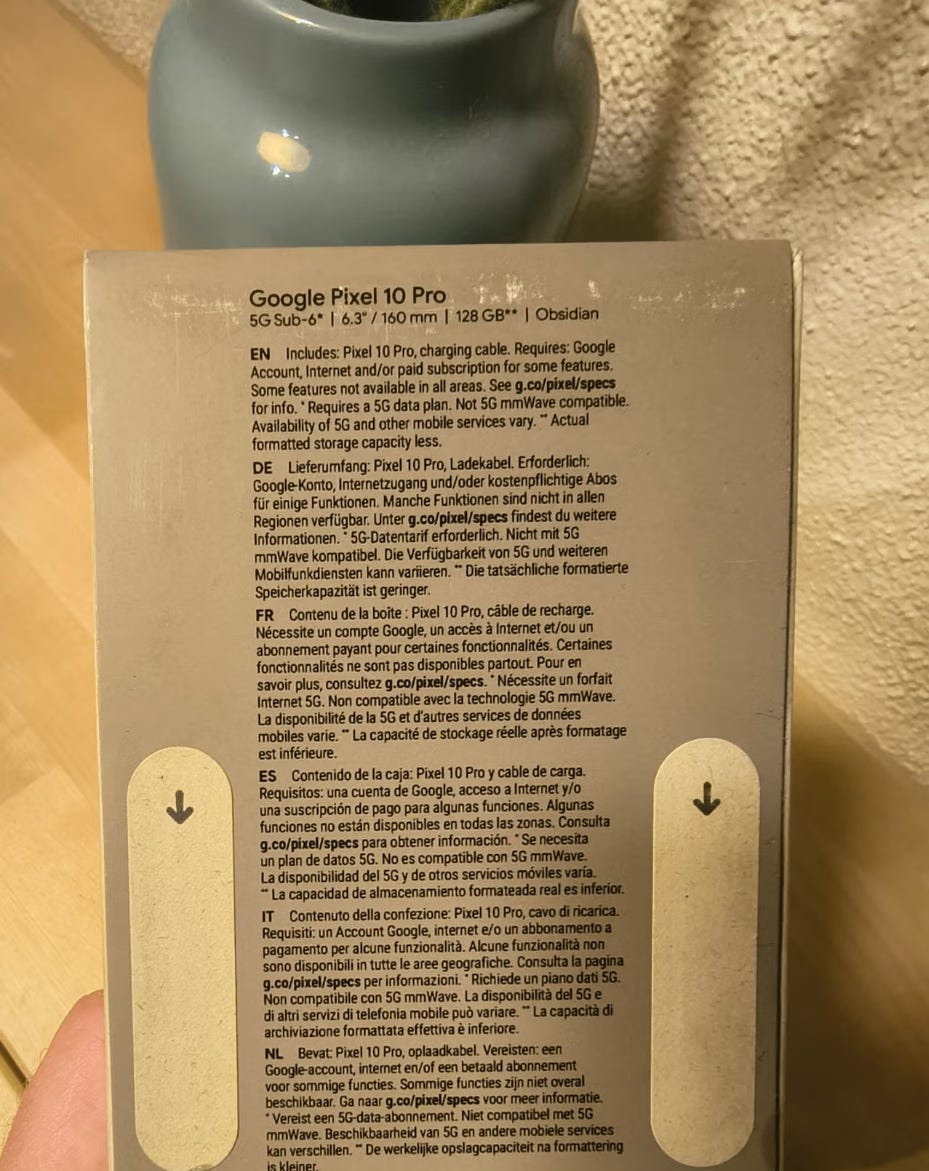 Google Pixel 10 Pro
5G Sub-6* | 6.3" / 160 mm | 128 GB** | Obsidian
EN Includes: Pixel 10 Pro, charging cable. Requires: Google
Account, Internet and/or paid subscription for some features.
Some features not available in all areas. See g.co/pixel/specs
for info. * Requires a 5G data plan. Not 5G mmWave compatible.
Availability of 5G and other mobile services vary. ** Actual
formatted storage capacity less.
DE Lieferumfang: Pixel 10 Pro, Ladekabel. Erforderlich:
Google-Konto, Internetzugang und/oder kostenpflichtige Abos
für einige Funktionen. Manche Funktionen sind nicht in allen
Regionen verfügbar. Unter g.co/pixel/specs findest du weitere
Informationen. * 5G-Datentarif erforderlich. Nicht mit 5G
mmWave kompatibel. Die Verfügbarkeit von 5G und weiteren
Mobilfunkdiensten kann variieren. ** Die tatsächliche formatierte
Speicherkapazität ist geringer.
FR Contenu de la boîte : Pixel 10 Pro, câble de recharge.
Nécessite un compte Google, un accès à Internet et/ou un
abonnement payant pour certaines fonctionnalités. Certaines
fonctionnalités ne sont pas disponibles partout. Pour en
savoir plus, consultez g.co/pixel/specs. * Nécessite un forfait
Internet 5G. Non compatible avec la technologie 5G mmWave.
La disponibilité de la 5G et d'autres services de données
mobiles varie. ** La capacité de stockage réelle après formatage
est inférieure.
ES Contenido de la caja: Pixel 10 Pro y cable de carga.
Requisitos: una cuenta de Google, acceso a Internet y/o
una suscripción de pago para algunas funciones. Algunas
funciones no están disponibles en todas las zonas. Consulta
g.co/pixel/specs para obtener información. * Se necesita
un plan de datos 5G. No es compatible con 5G mmWave.
La disponibilidad del 5G y de otros servicios móviles varía.
** La capacidad de almacenamiento formateada real es inferior.
IT Contenuto della confezione: Pixel 10 Pro, cavo di ricarica.
Requisiti: un Account Google, internet e/o un abbonamento a
pagamento per alcune funzionalità. Alcune funzionalità non
sono disponibili in tutte le aree geografiche. Consulta la pagina
g.co/pixel/specs per informazioni. * Richiede un piano dati 5G.
Non compatibile con 5G mmWave. La disponibilità del 5G e
di altri servizi di telefonia mobile può variare. ** La capacità di
archiviazione formattata effettiva è inferiore.
NL Bevat: Pixel 10 Pro, oplaadkabel. Vereisten: een
Google-account, internet en/of een betaald abonnement
voor sommige functies. Sommige functies zijn niet overal
beschikbaar. Ga naar g.co/pixel/specs voor meer informatie.
* Vereist een 5G-data-abonnement. Niet compatibel met 5G
mmWave. Beschikbaarheid van 5G en andere mobiele services
kan verschillen. ** De werkelijke opslagcapaciteit na formattering
is kleiner.